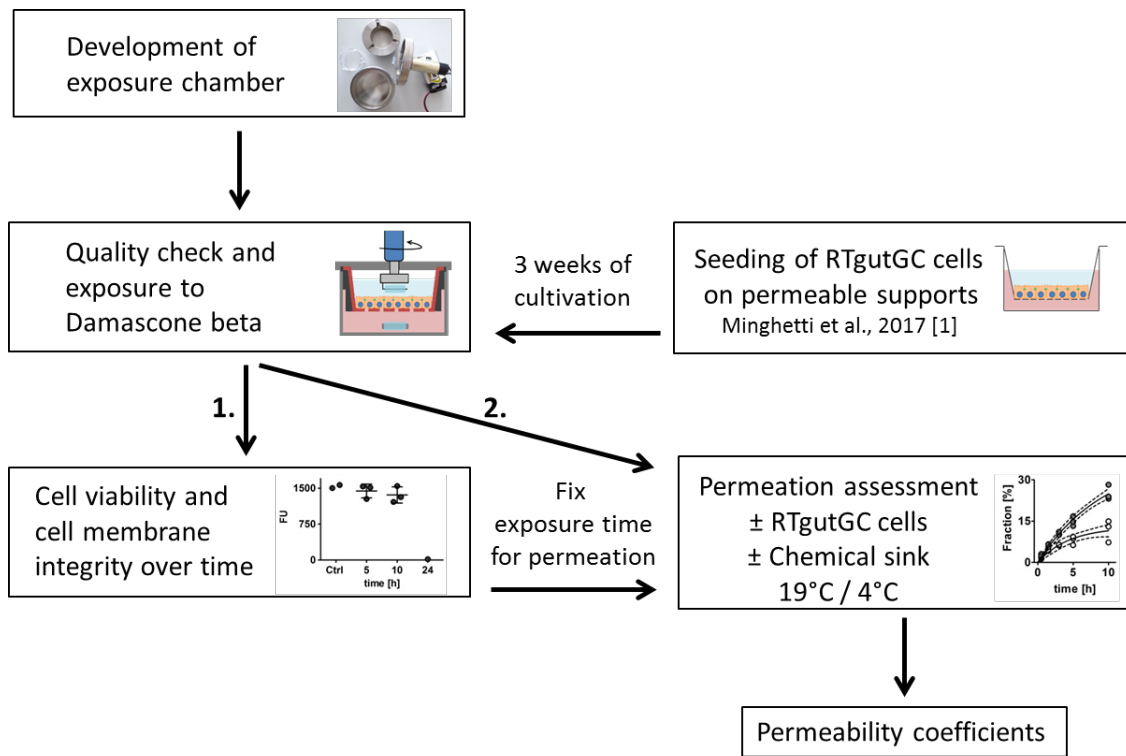 Development of
exposure chamber
Quality check and
exposure to
Damascone beta
3 weeks of
cultivation
Seeding of RTgutGC cells
on permeable supports
Minghetti et al., 2017 [1]
1.
2.
Cell viability and
cell membrane
integrity over time
FU
1500
750
0
Ctrl 5 10 24
time [h]
Fix
exposure time
for permeation
Permeation assessment
± RTgutGC cells
± Chemical sink
19°C / 4°C
Fraction [%]
30
15
0
0 5 10
time [h]
Permeability coefficients